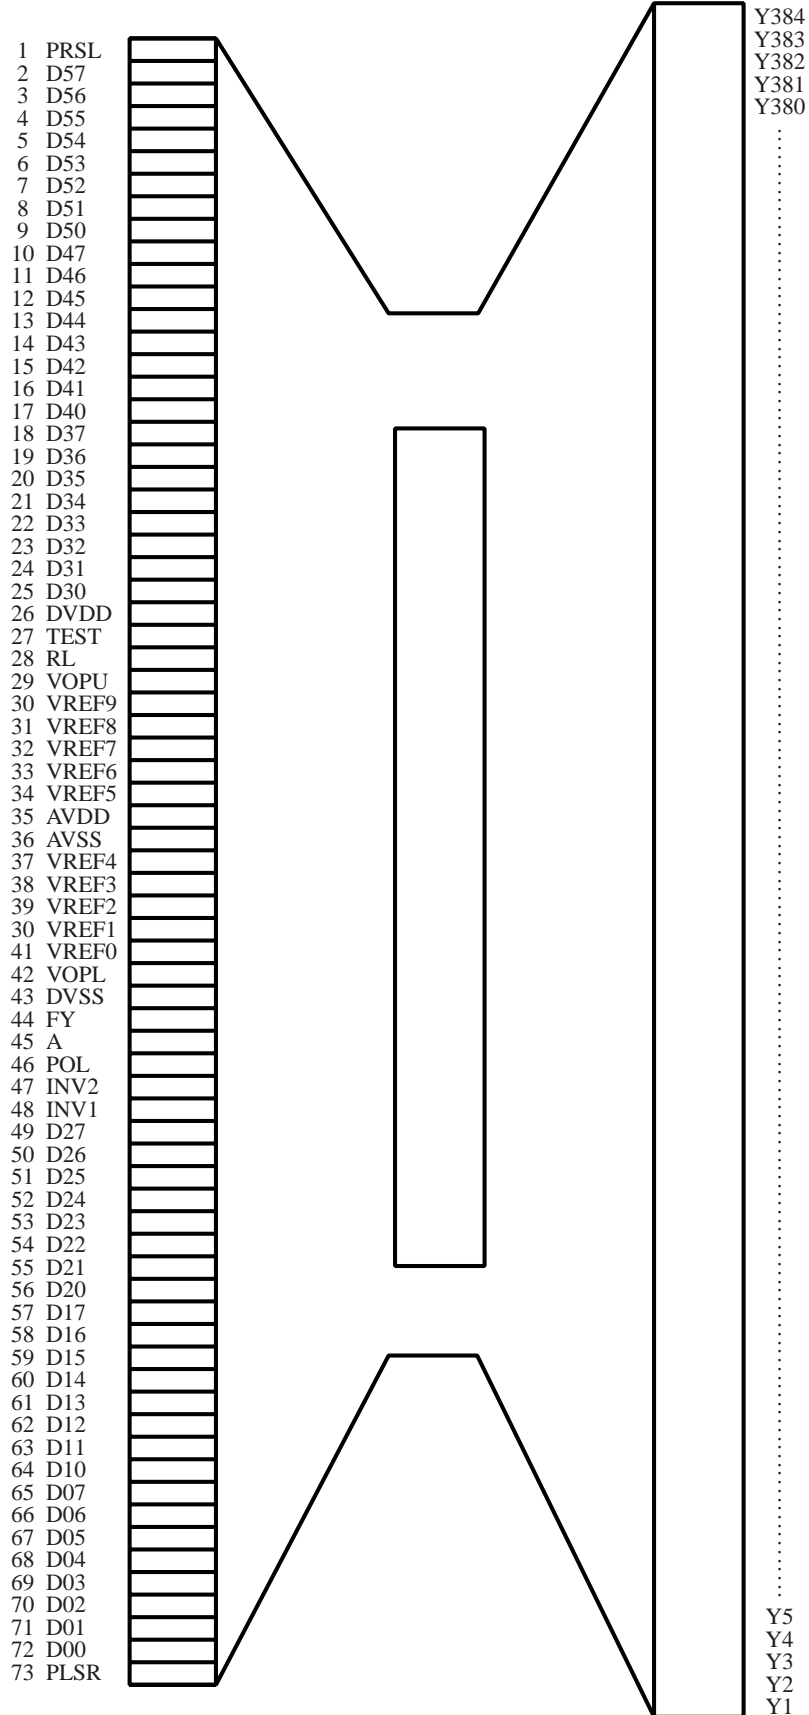 1 PRSL
2 D57
3 D56
4 D55
5 D54
6 D53
7 D52
8 D51
9 D50
10 D47
11 D46
12 D45
13 D44
14 D43
15 D42
16 D41
17 D40
18 D37
19 D36
20 D35
21 D34
22 D33
23 D32
24 D31
25 D30
26 DVDD
27 TEST
28 RL
29 VOPU
30 VREF9
31 VREF8
32 VREF7
33 VREF6
34 VREF5
35 AVDD
36 AVSS
37 VREF4
38 VREF3
39 VREF2
30 VREF1
41 VREF0
42 VOPL
43 DVSS
44 FY
45 A
46 POL
47 INV2
48 INV1
49 D27
50 D26
51 D25
52 D24
53 D23
54 D22
55 D21
56 D20
57 D17
58 D16
59 D15
60 D14
61 D13
62 D12
63 D11
64 D10
65 D07
66 D06
67 D05
68 D04
69 D03
70 D02
71 D01
72 D00
73 PLSR
Y384
Y383
Y382
Y381
Y380
Y5
Y4
Y3
Y2
Y1